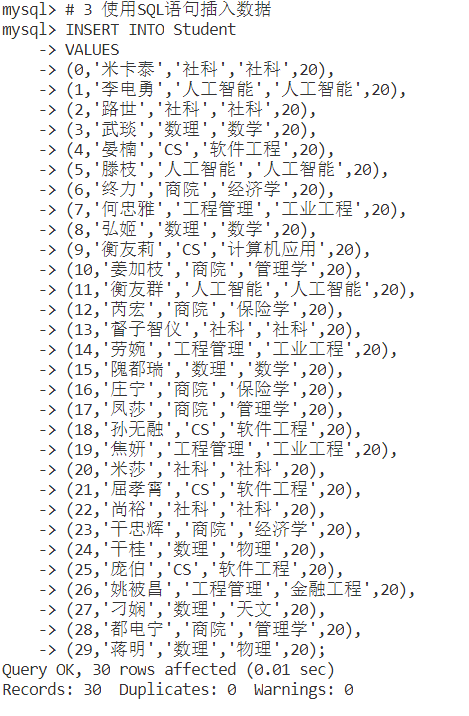 mysql> # 3 使用SQL语句插入数据
mysql> INSERT INTO Student
    -> VALUES
    -> (0,'米卡泰','社科','社科',20),
    -> (1,'李电勇','人工智能','人工智能',20),
    -> (2,'路世','社科','社科',20),
    -> (3,'武琰','数理','数学',20),
    -> (4,'晏楠','CS','软件工程',20),
    -> (5,'滕枝','人工智能','人工智能',20),
    -> (6,'终力','商院','经济学',20),
    -> (7,'何忠雅','工程管理','工业工程',20),
    -> (8,'弘姬','数理','数学',20),
    -> (9,'衡友莉','CS','计算机应用',20),
    -> (10,'姜加枝','商院','管理学',20),
    -> (11,'衡友群','人工智能','人工智能',20),
    -> (12,'芮宏','商院','保险学',20),
    -> (13,'督子智仪','社科','社科',20),
    -> (14,'劳婉','工程管理','工业工程',20),
    -> (15,'隗都瑞','数理','数学',20),
    -> (16,'庄宁','商院','保险学',20),
    -> (17,'凤莎','商院','管理学',20),
    -> (18,'孙无融','CS','软件工程',20),
    -> (19,'焦妍','工程管理','工业工程',20),
    -> (20,'米莎','社科','社科',20),
    -> (21,'屈孝霄','CS','软件工程',20),
    -> (22,'尚裕','社科','社科',20),
    -> (23,'干忠辉','商院','经济学',20),
    -> (24,'干桂','数理','物理',20),
    -> (25,'庞伯','CS','软件工程',20),
    -> (26,'姚被昌','工程管理','金融工程',20),
    -> (27,'刁娴','数理','天文',20),
    -> (28,'都电宁','商院','管理学',20),
    -> (29,'蒋明','数理','物理',20);
Query OK, 30 rows affected (0.01 sec)
Records: 30  Duplicates: 0  Warnings: 0